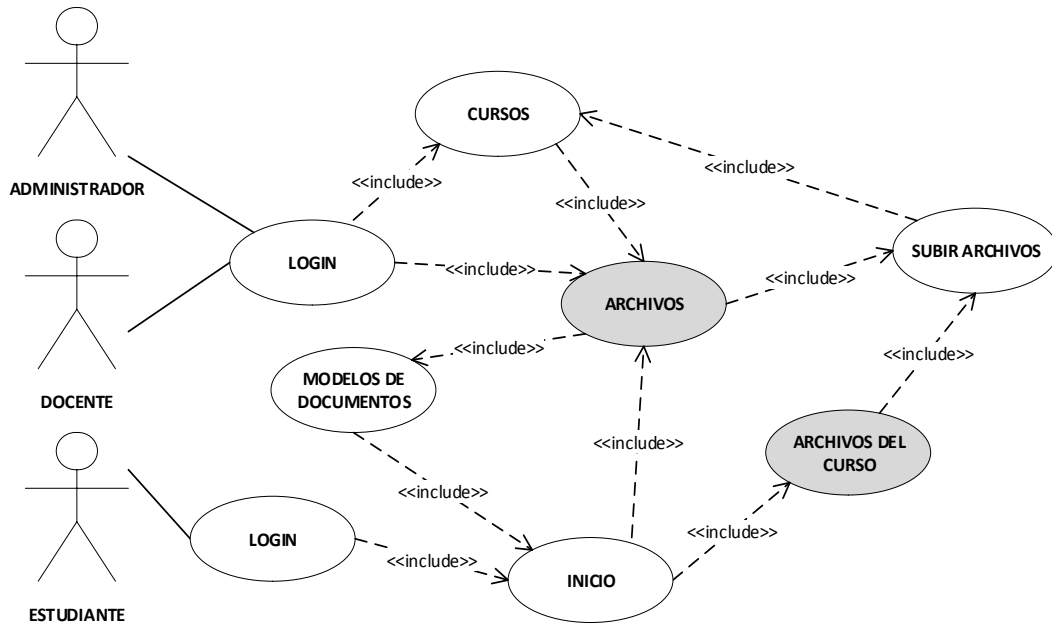 CURSOS
<<include>>
<<include>>
<<include>>
ADMINISTRADOR
LOGIN
<<include>>
ARCHIVOS
<<include>>
SUBIR ARCHIVOS
<<include>>
MODELOS DE
DOCUMENTOS
<<include>>
DOCENTE
<<include>>
ARCHIVOS DEL
CURSO
<<include>>
LOGIN
<<include>>
<<include>>
INICIO
ESTUDIANTE